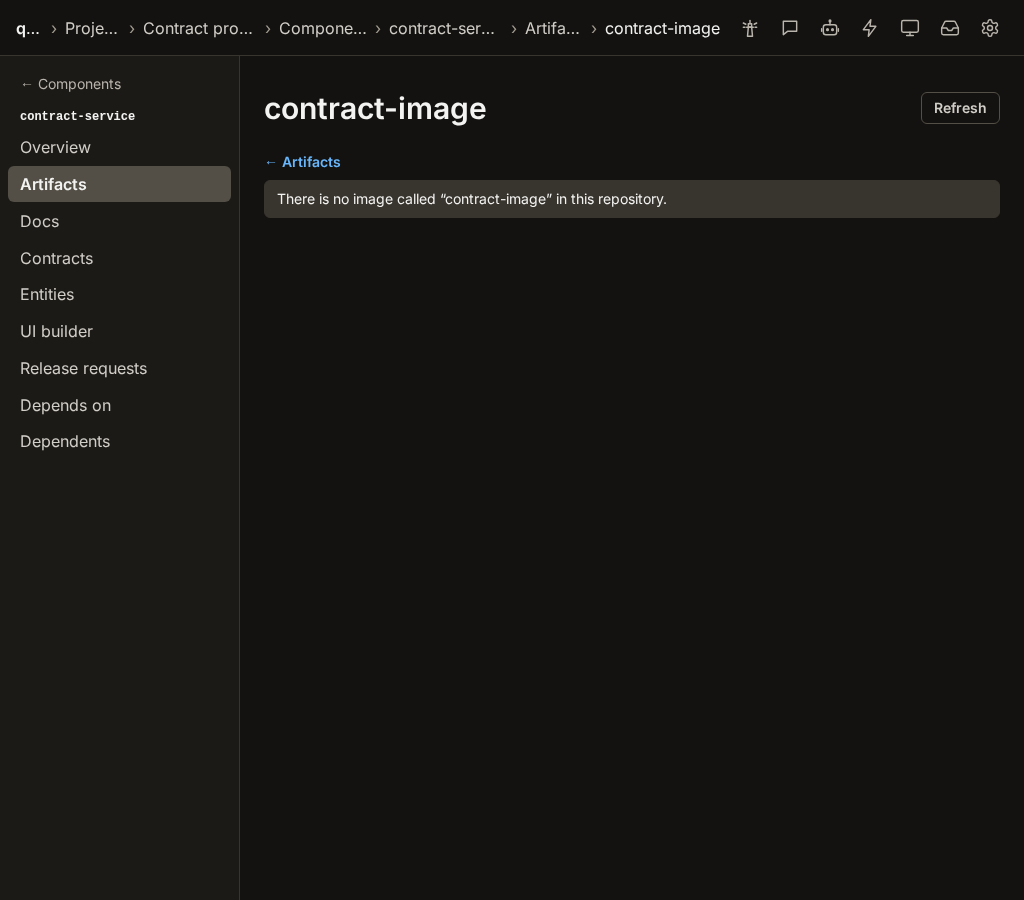 q... › Proje... › Contract pro... › Compone... › contract-ser... › Artifa... › contract-image
← Components
contract-service
Overview
Artifacts
Docs
Contracts
Entities
UI builder
Release requests
Depends on
Dependents
contract-image
Refresh
← Artifacts
There is no image called “contract-image” in this repository.